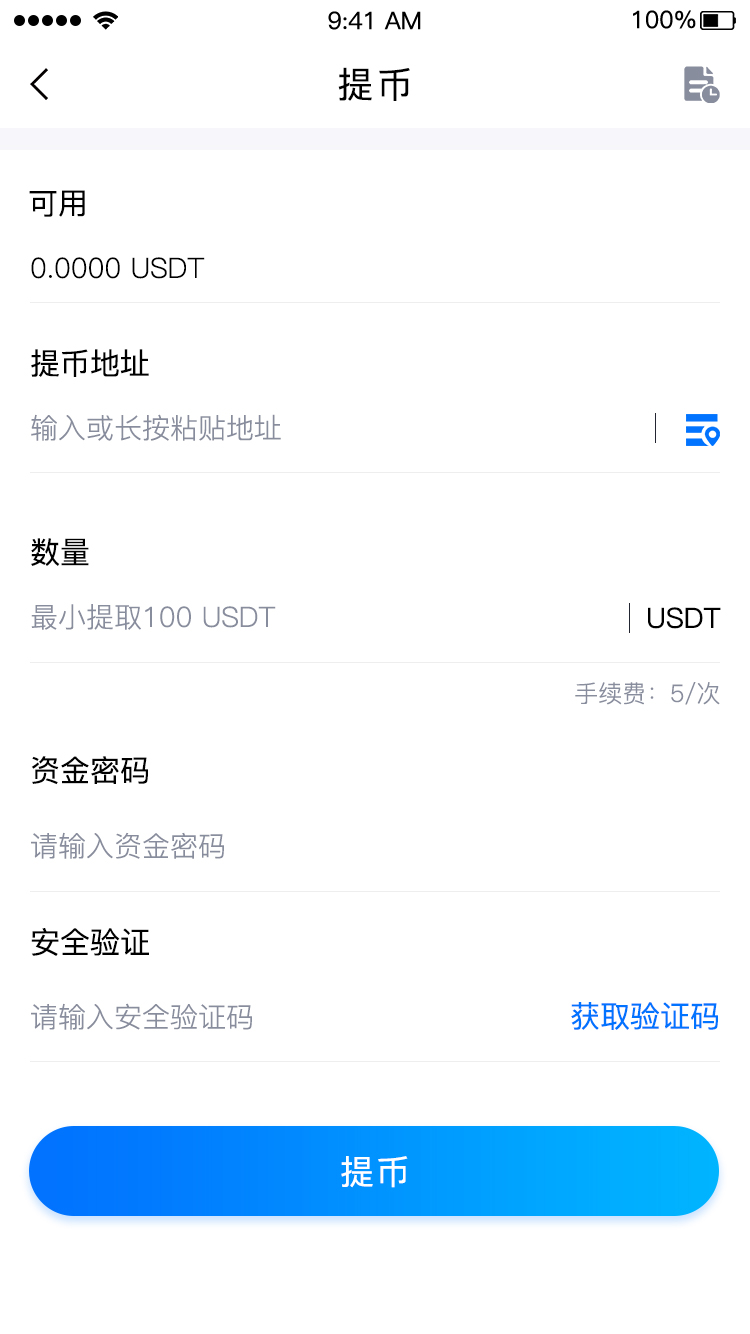 9:41 AM 100%
提币
可用
0.0000 USDT
提币地址
输入或长按粘贴地址
数量
最小提取100 USDT USDT
手续费：5/次
资金密码
请输入资金密码
安全验证
请输入安全验证码 获取验证码
提币